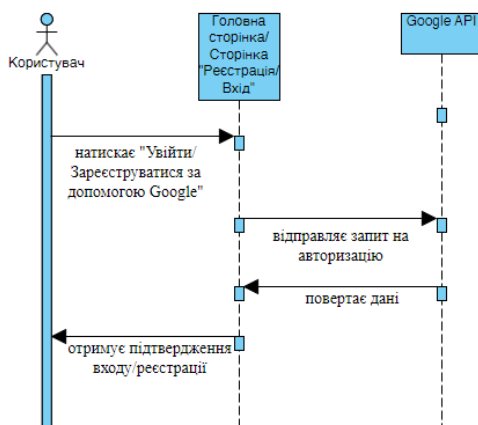 Користувач
Головна
сторінка/
Сторінка
"Реєстрація/
Вхід"
Google API
натискає "Увійти/
Зареєструватися за
допомогою Google"
відправляє запит на
авторизацію
повертає дані
отримує підтвердження
входу/реєстрації